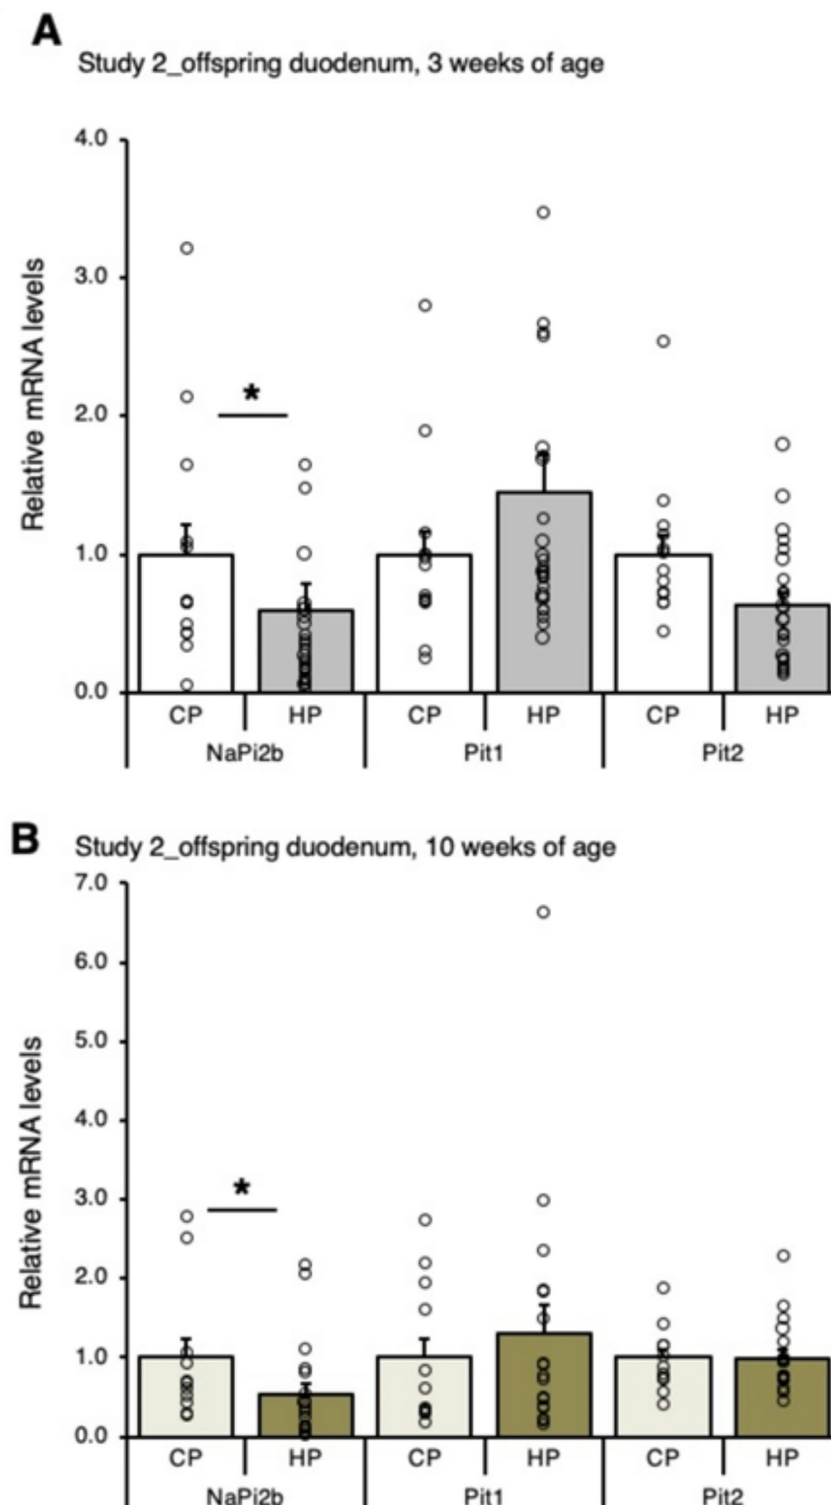 A
Study 2_offspring duodenum, 3 weeks of age
Relative mRNA levels
4.0
3.0
2.0
1.0
0.0
*
CP HP CP HP CP HP
NaPi2b Pit1 Pit2
B
Study 2_offspring duodenum, 10 weeks of age
Relative mRNA levels
7.0
6.0
5.0
4.0
3.0
2.0
1.0
0.0
*
CP HP CP HP CP HP
NaPi2b Pit1 Pit2